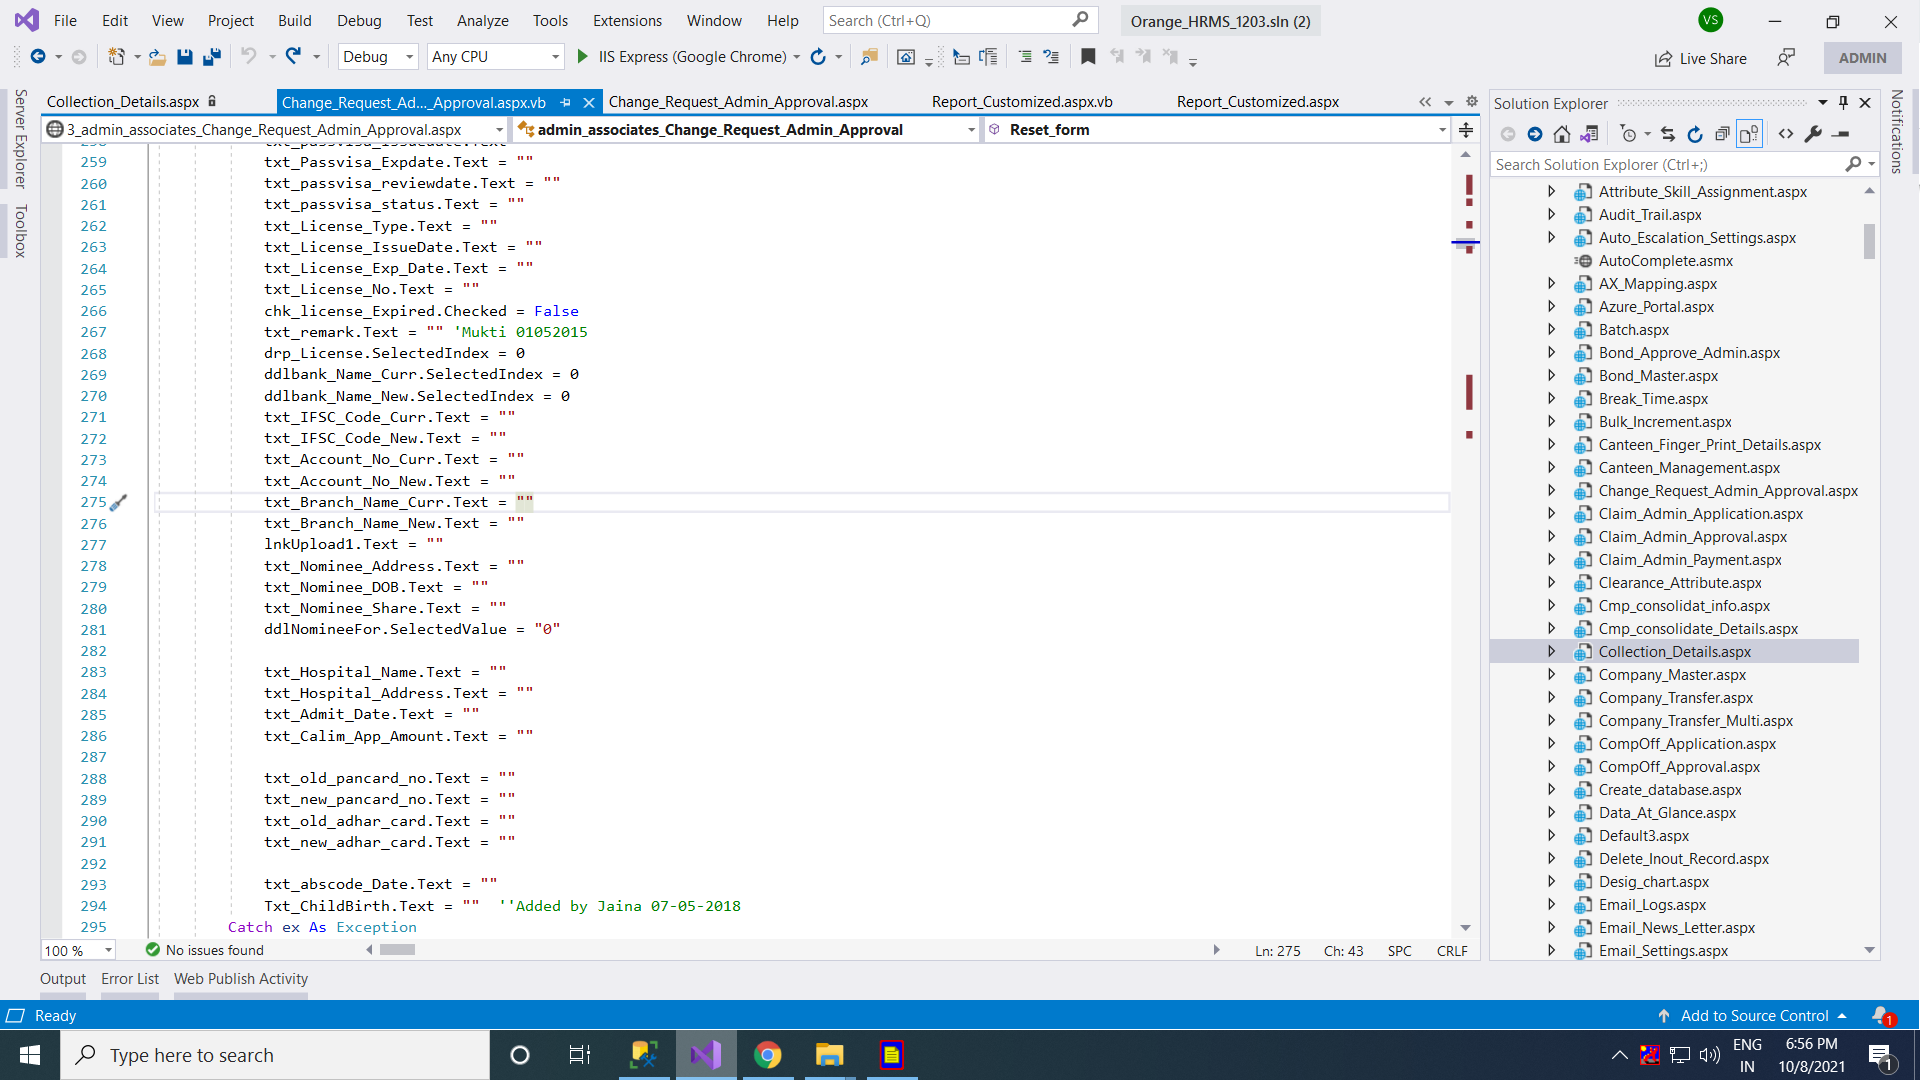 File Edit View Project Build Debug Test Analyze Tools Extensions Window Help Search (Ctrl+Q) Orange_HRMS_1203.sln (2) VS
Debug Any CPU IIS Express (Google Chrome) Live Share ADMIN
Server Explorer
Toolbox
Collection_Details.aspx Change_Request_Ad..._Approval.aspx.vb Change_Request_Admin_Approval.aspx Report_Customized.aspx.vb Report_Customized.aspx
3_admin_associates_Change_Request_Admin_Approval.aspx admin_associates_Change_Request_Admin_Approval Reset_form
259 txt_Passvisa_Expdate.Text = ""
260 txt_passvisa_reviewdate.Text = ""
261 txt_passvisa_status.Text = ""
262 txt_License_Type.Text = ""
263 txt_License_IssueDate.Text = ""
264 txt_License_Exp_Date.Text = ""
265 txt_License_No.Text = ""
266 chk_license_Expired.Checked = False
267 txt_remark.Text = "" 'Mukti 01052015
268 drp_License.SelectedIndex = 0
269 ddlbank_Name_Curr.SelectedIndex = 0
270 ddlbank_Name_New.SelectedIndex = 0
271 txt_IFSC_Code_Curr.Text = ""
272 txt_IFSC_Code_New.Text = ""
273 txt_Account_No_Curr.Text = ""
274 txt_Account_No_New.Text = ""
275 txt_Branch_Name_Curr.Text = ""
276 txt_Branch_Name_New.Text = ""
277 lnkUpload1.Text = ""
278 txt_Nominee_Address.Text = ""
279 txt_Nominee_DOB.Text = ""
280 txt_Nominee_Share.Text = ""
281 ddlNomineeFor.SelectedValue = "0"
282
283 txt_Hospital_Name.Text = ""
284 txt_Hospital_Address.Text = ""
285 txt_Admit_Date.Text = ""
286 txt_Calim_App_Amount.Text = ""
287
288 txt_old_pancard_no.Text = ""
289 txt_new_pancard_no.Text = ""
290 txt_old_adhar_card.Text = ""
291 txt_new_adhar_card.Text = ""
292
293 txt_abscode_Date.Text = ""
294 Txt_ChildBirth.Text = "" ''Added by Jaina 07-05-2018
295 Catch ex As Exception
100 % No issues found Ln: 275 Ch: 43 SPC CRLF
Output Error List Web Publish Activity
Solution Explorer
Search Solution Explorer (Ctrl+;)
Attribute_Skill_Assignment.aspx
Audit_Trail.aspx
Auto_Escalation_Settings.aspx
AutoComplete.asmx
AX_Mapping.aspx
Azure_Portal.aspx
Batch.aspx
Bond_Approve_Admin.aspx
Bond_Master.aspx
Break_Time.aspx
Bulk_Increment.aspx
Canteen_Finger_Print_Details.aspx
Canteen_Management.aspx
Change_Request_Admin_Approval.aspx
Claim_Admin_Application.aspx
Claim_Admin_Approval.aspx
Claim_Admin_Payment.aspx
Clearance_Attribute.aspx
Cmp_consolidat_info.aspx
Cmp_consolidate_Details.aspx
Collection_Details.aspx
Company_Master.aspx
Company_Transfer.aspx
Company_Transfer_Multi.aspx
CompOff_Application.aspx
CompOff_Approval.aspx
Create_database.aspx
Data_At_Glance.aspx
Default3.aspx
Delete_Inout_Record.aspx
Desig_chart.aspx
Email_Logs.aspx
Email_News_Letter.aspx
Email_Settings.aspx
Notifications
Ready Add to Source Control 1
Type here to search ENG 6:56 PM
IN 10/8/2021 1